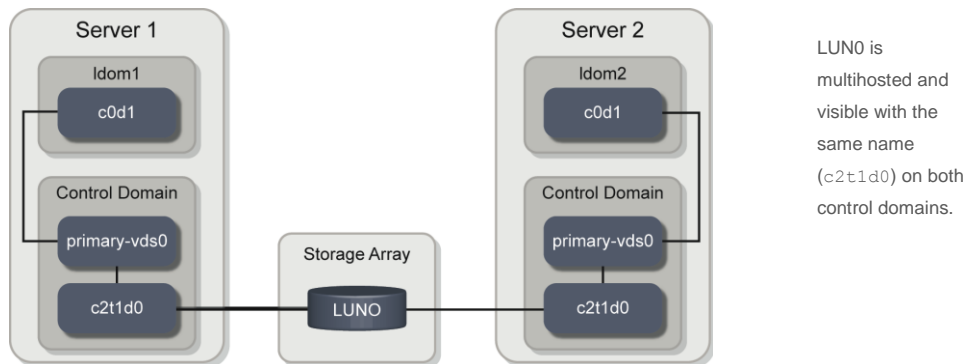 Server 1
ldom1
c0d1
Control Domain
primary-vds0
c2t1d0
Storage Array
LUNO
Server 2
ldom2
c0d1
Control Domain
primary-vds0
c2t1d0
LUN0 is
multihosted and
visible with the
same name
(c2t1d0) on both
control domains.